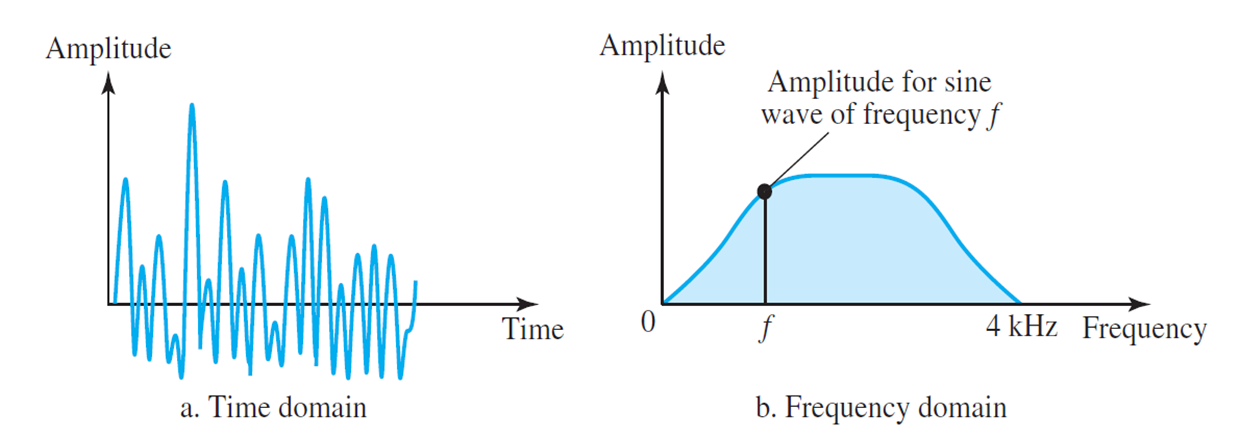 Amplitude
Time
a. Time domain
Amplitude
Amplitude for sine
wave of frequency f
0
f
4 kHz
Frequency
b. Frequency domain